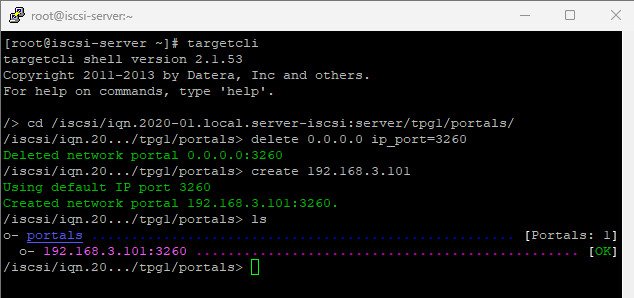 root@iscsi-server:~
[root@iscsi-server ~]# targetcli
targetcli shell version 2.1.53
Copyright 2011-2013 by Datera, Inc and others.
For help on commands, type 'help'.
/> cd /iscsi/iqn.2020-01.local.server-iscsi:server/tpg1/portals/
/iscsi/iqn.20.../tpg1/portals> delete 0.0.0.0 ip_port=3260
Deleted network portal 0.0.0.0:3260
/iscsi/iqn.20.../tpg1/portals> create 192.168.3.101
Using default IP port 3260
Created network portal 192.168.3.101:3260.
/iscsi/iqn.20.../tpg1/portals> ls
o- portals ...................................................... [Portals: 1]
  o- 192.168.3.101:3260 ................................................. [OK]
/iscsi/iqn.20.../tpg1/portals>